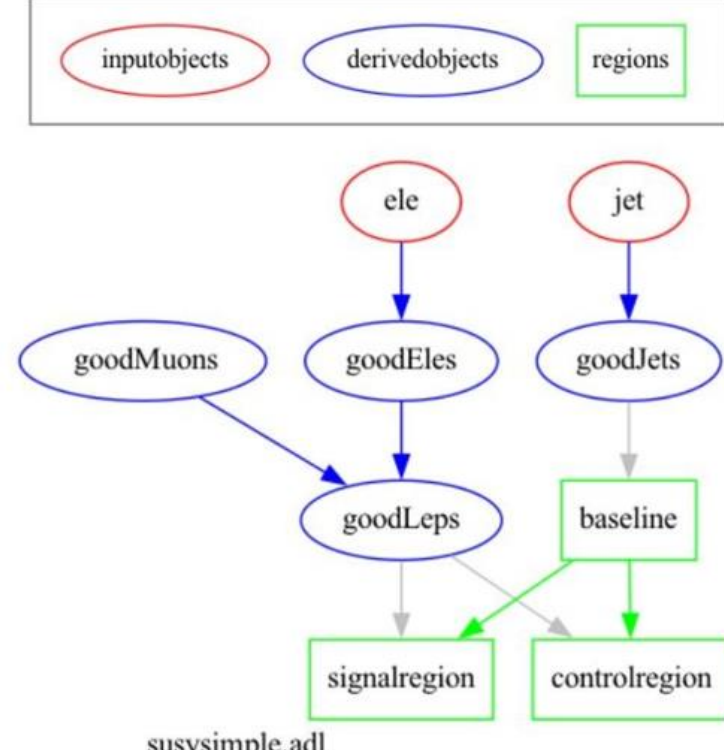 inputobjects derivedobjects regions
ele jet
goodMuons goodEles goodJets
goodLeps baseline
signalregion controlregion
susysimple.adl